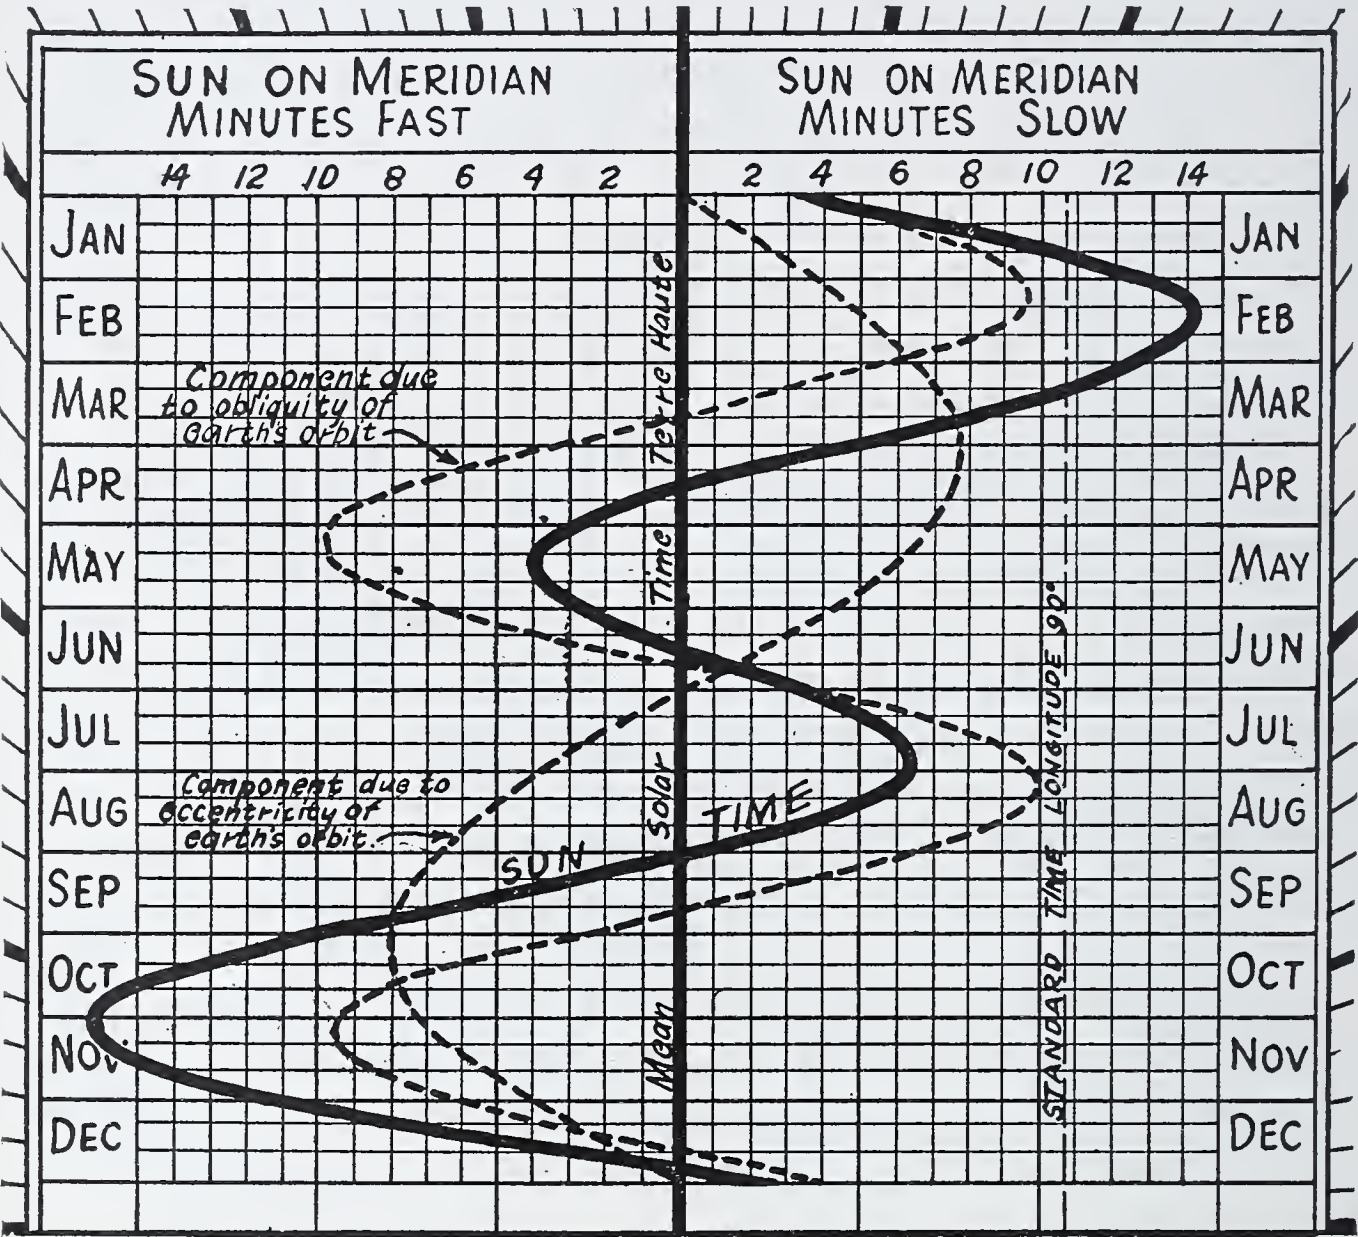 SUN ON MERIDIAN
MINUTES FAST
SUN ON MERIDIAN
MINUTES SLOW
14 12 10 8 6 4 2
2 4 6 8 10 12 14
JAN
FEB
MAR
APR
MAY
JUN
JUL
AUG
SEP
OCT
NOV
DEC
Component due
to obliquity of
earth's orbit
Component due to
eccentricity of
earth's orbit.
SUN TIME
Mean Solar Time Terre Haute
STANDARD TIME LONGITUDE 90°
JAN
FEB
MAR
APR
MAY
JUN
JUL
AUG
SEP
OCT
NOV
DEC